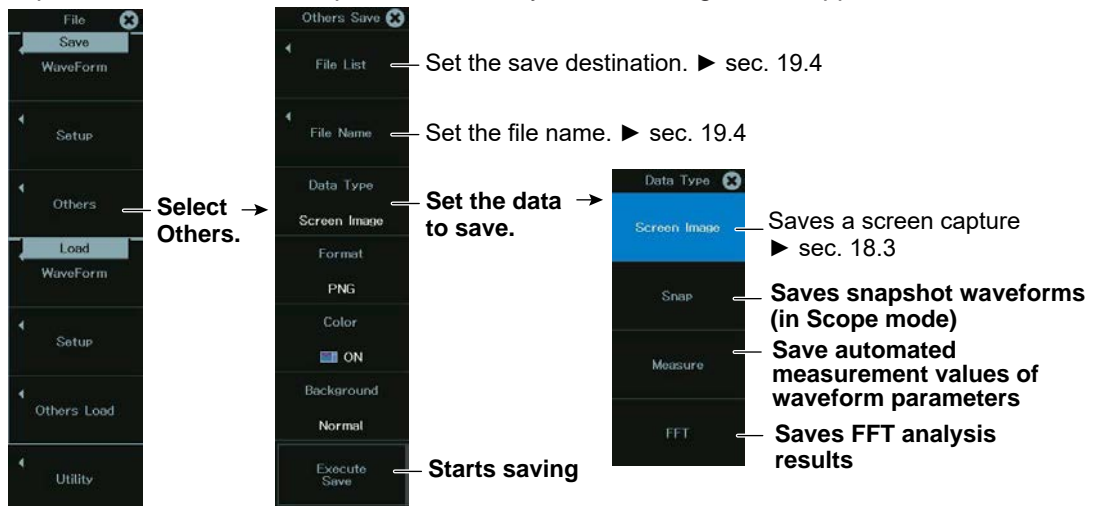 File
Save
WaveForm
Setup
Others
Load
WaveForm
Setup
Others Load
Utility
Select
Others.
Others Save
File List
File Name
Data Type
Screen Image
Format
PNG
Color
ON
Background
Normal
Execute
Save
Set the save destination. ► sec. 19.4
Set the file name. ► sec. 19.4
Set the data
to save.
Starts saving
Data Type
Screen Image
Snap
Measure
FFT
Saves a screen capture
► sec. 18.3
Saves snapshot waveforms
(in Scope mode)
Save automated
measurement values of
waveform parameters
Saves FFT analysis
results